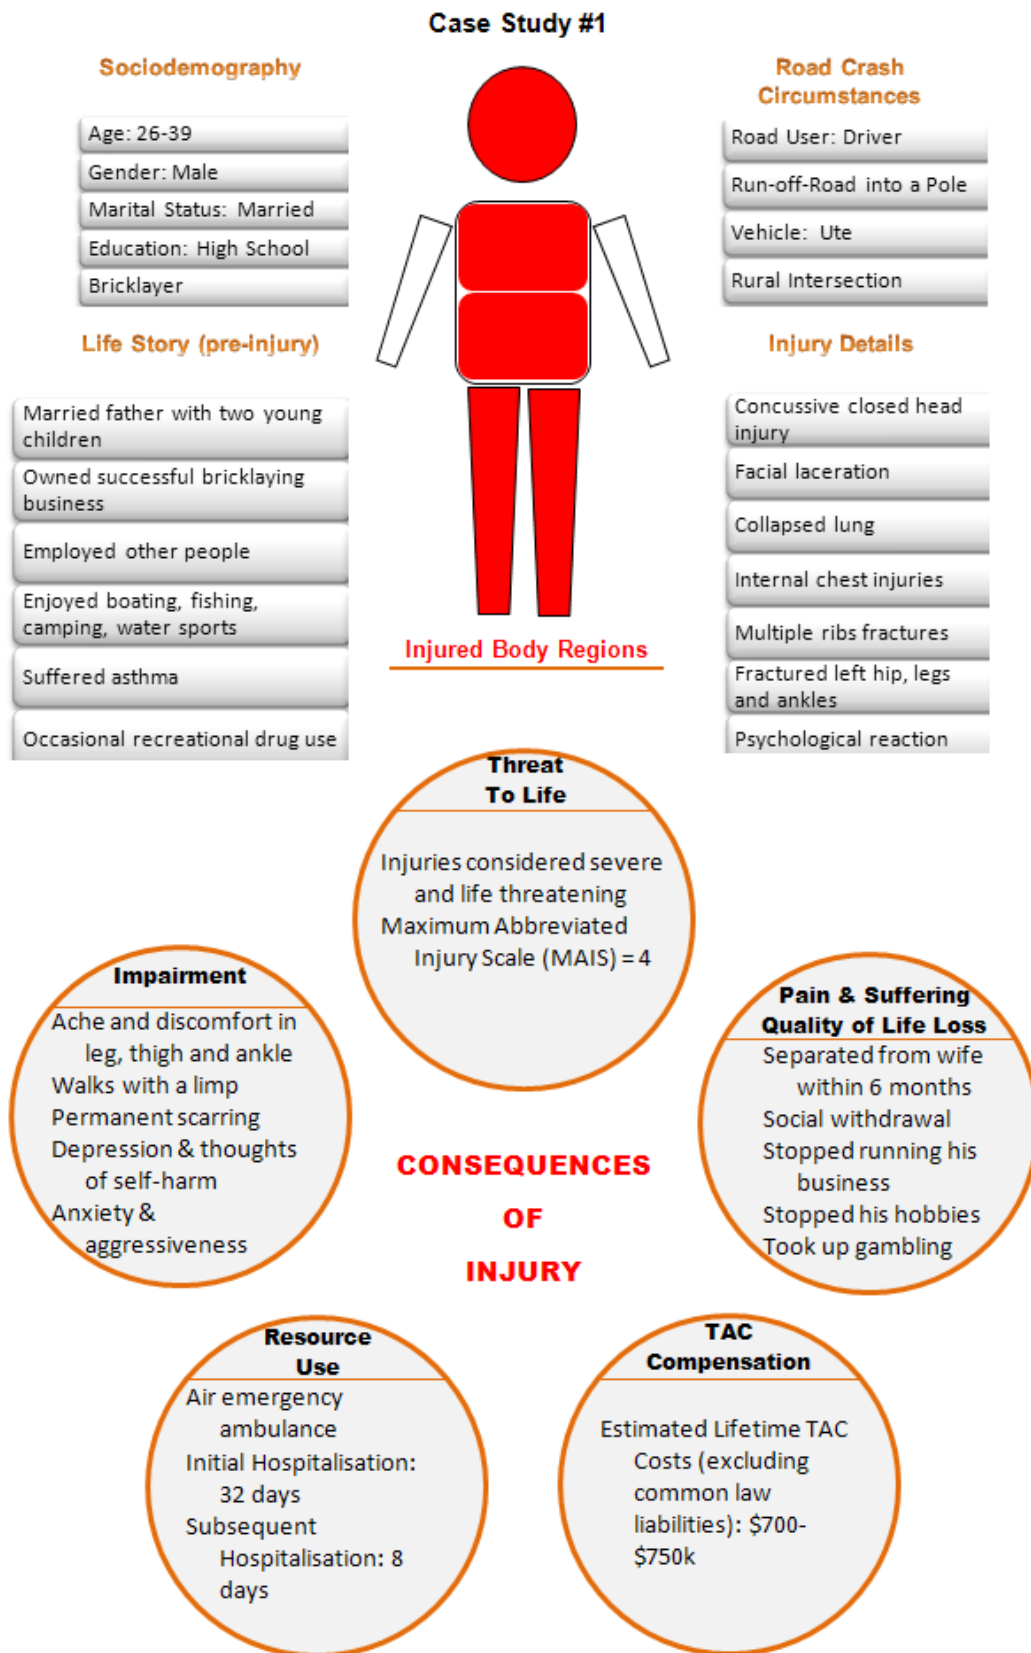 Case Study #1
Sociodemography
Age: 26-39
Gender: Male
Marital Status: Married
Education: High School
Bricklayer
Road Crash
Circumstances
Road User: Driver
Run-off-Road into a Pole
Vehicle: Ute
Rural Intersection
Life Story (pre-injury)
Married father with two young
children
Owned successful bricklaying
business
Employed other people
Enjoyed boating, fishing,
camping, water sports
Suffered asthma
Occasional recreational drug use
Injured Body Regions
Injury Details
Concussive closed head
injury
Facial laceration
Collapsed lung
Internal chest injuries
Multiple ribs fractures
Fractured left hip, legs
and ankles
Psychological reaction
Threat
To Life
Injuries considered severe
and life threatening
Maximum Abbreviated
Injury Scale (MAIS) = 4
Impairment
Ache and discomfort in
leg, thigh and ankle
Walks with a limp
Permanent scarring
Depression & thoughts
of self-harm
Anxiety &
aggressiveness
CONSEQUENCES
OF
INJURY
Pain & Suffering
Quality of Life Loss
Separated from wife
within 6 months
Social withdrawal
Stopped running his
business
Stopped his hobbies
Took up gambling
Resource
Use
Air emergency
ambulance
Initial Hospitalisation:
32 days
Subsequent
Hospitalisation: 8
days
TAC
Compensation
Estimated Lifetime TAC
Costs (excluding
common law
liabilities): $700-
$750k